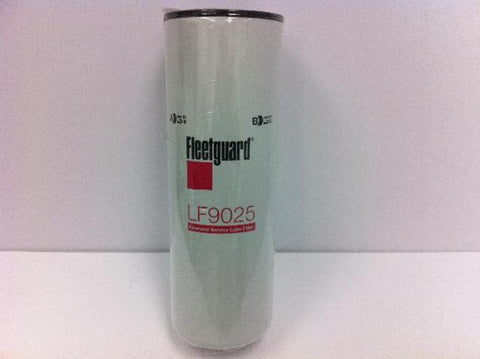 A
B
Fleetguard®
LF9025
Extended Service Lube Filter